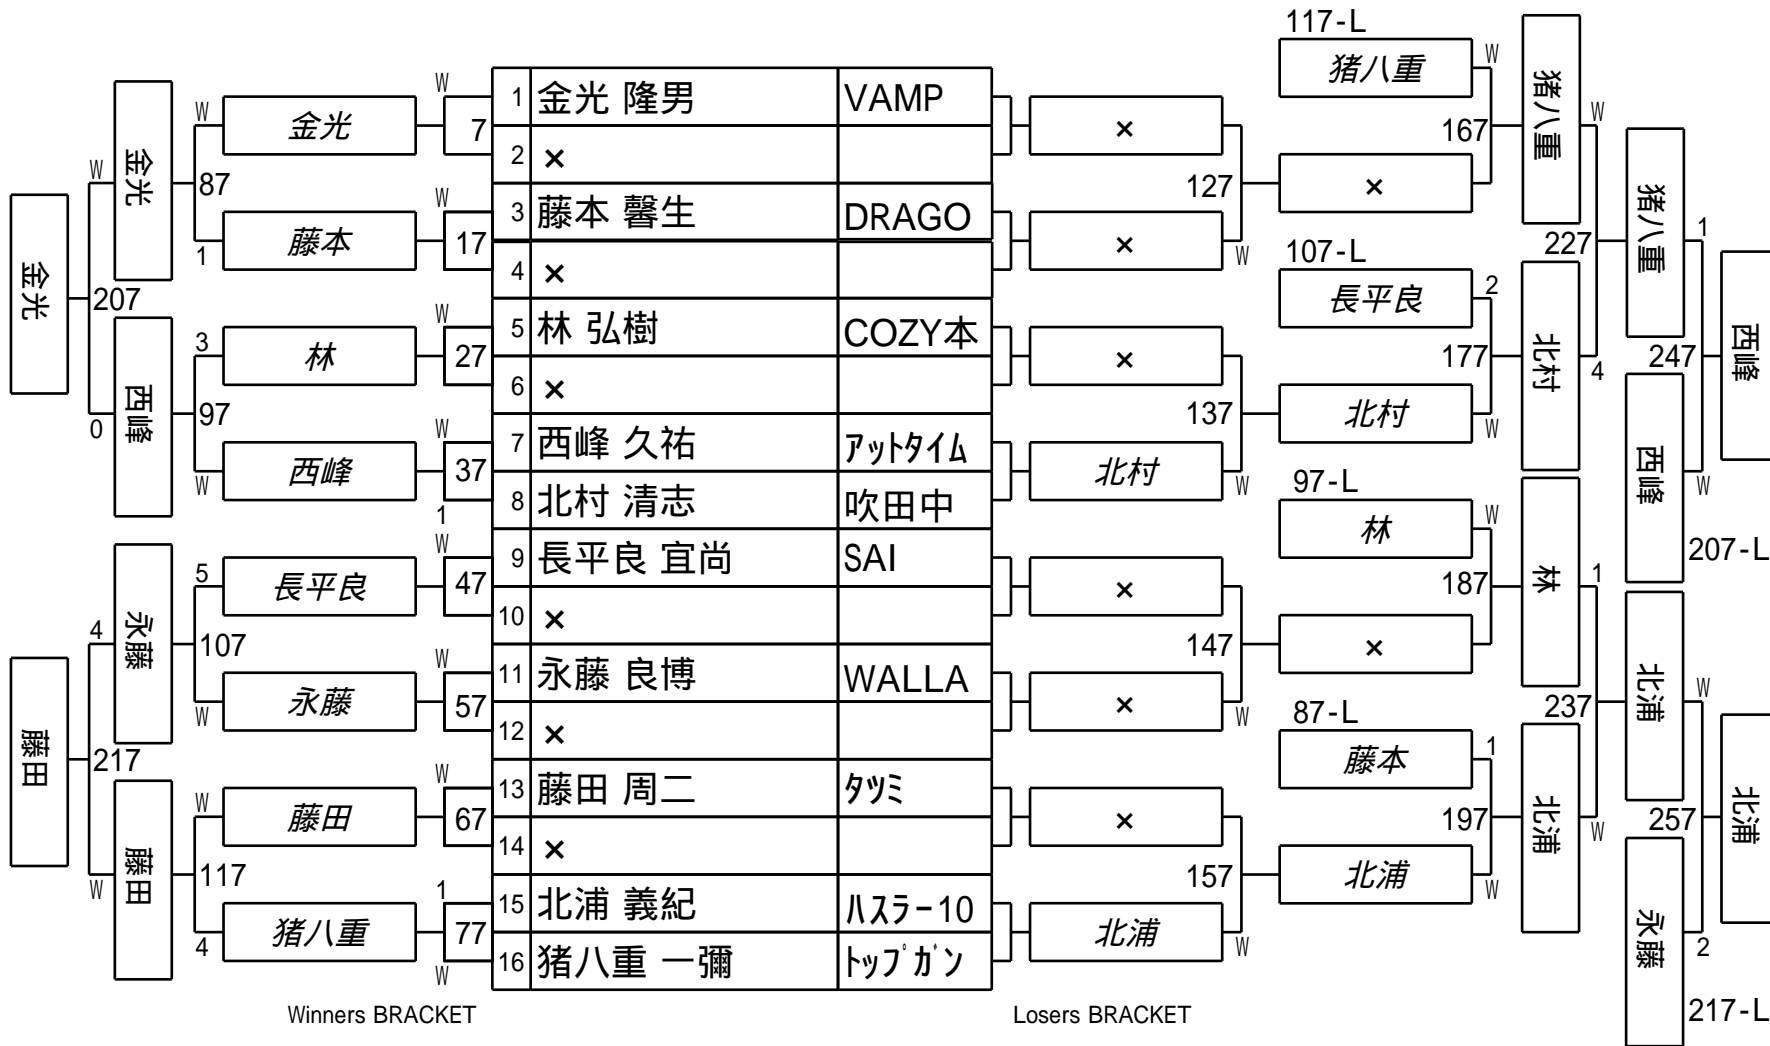 117-L
猪八重 W
金光 W
W 1 金光 隆男 VAMP
7
2 ×
×
167
×
猪八重 W
金光 W
87
藤本 1
W 3 藤本 馨生 DRAGO
17
4 ×
127
×
W
猪八重 1
227
金光
207
107-L
長平良 2
林 3
W 5 林 弘樹 COZY本
27
6 ×
×
177
北村 4
247
西峰
西峰 0
97
西峰 W
W 7 西峰 久祐 アットタイム
37
1 8 北村 清志 吹田中
137
北村 W
北村 W
西峰 W
207-L
97-L
林 W
長平良 5
W 9 長平良 宜尚 SAI
47
10 ×
×
187
×
林 1
永藤 4
107
永藤 W
W 11 永藤 良博 WALLA
57
12 ×
147
×
W
237
北浦 W
藤田
217
87-L
藤本 1
藤田 W
W 13 藤田 周二 タツミ
67
14 ×
×
197
北浦 W
257
北浦
藤田 W
117
猪八重 4
1 15 北浦 義紀 ハスラー10
77
W 16 猪八重 一彌 トップガン
157
北浦 W
北浦 W
永藤 2
217-L
Winners BRACKET
Losers BRACKET